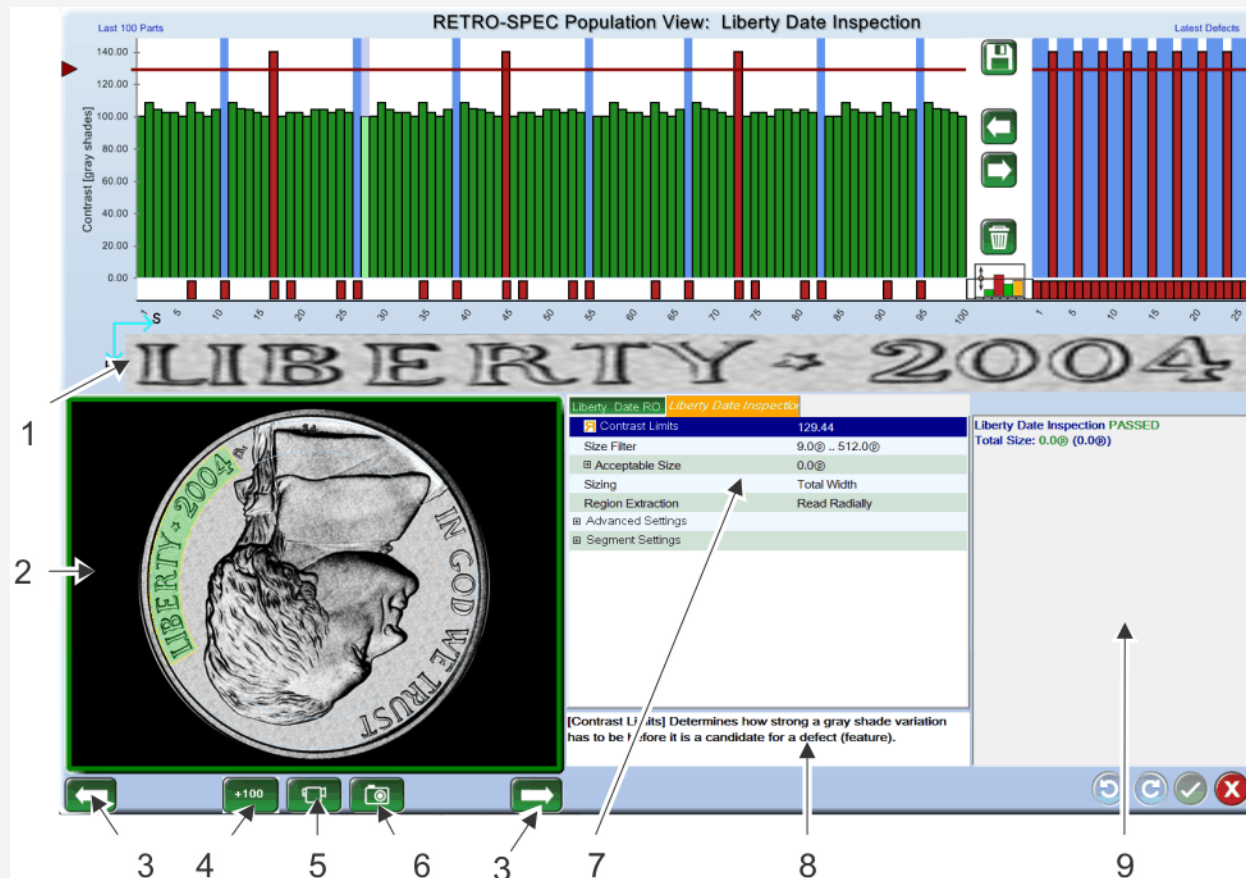 RETRO-SPEC Population View: Liberty Date Inspection
Last 100 Parts
Latest Defects
140.00
120.00
100.00
80.00
60.00
40.00
20.00
0.00
Contrast [gray shades]
1 5 10 15 20 25 30 35 40 45 50 55 60 65 70 75 80 85 90 95 100
1 5 10 15 20 25
S
LIBERTY 2004
1
LIBERTY 2004
IN GOD WE TRUST
2
Liberty Date RO
Liberty Date Inspection
Contrast Limits 129.44
Size Filter 9.0 .. 512.0
Acceptable Size 0.0
Sizing Total Width
Region Extraction Read Radially
Advanced Settings
Segment Settings
[Contrast Limits] Determines how strong a gray shade variation
has to be before it is a candidate for a defect (feature).
Liberty Date Inspection PASSED
Total Size: 0.0 (0.0)
+100
3 4 5 6 3 7 8 9